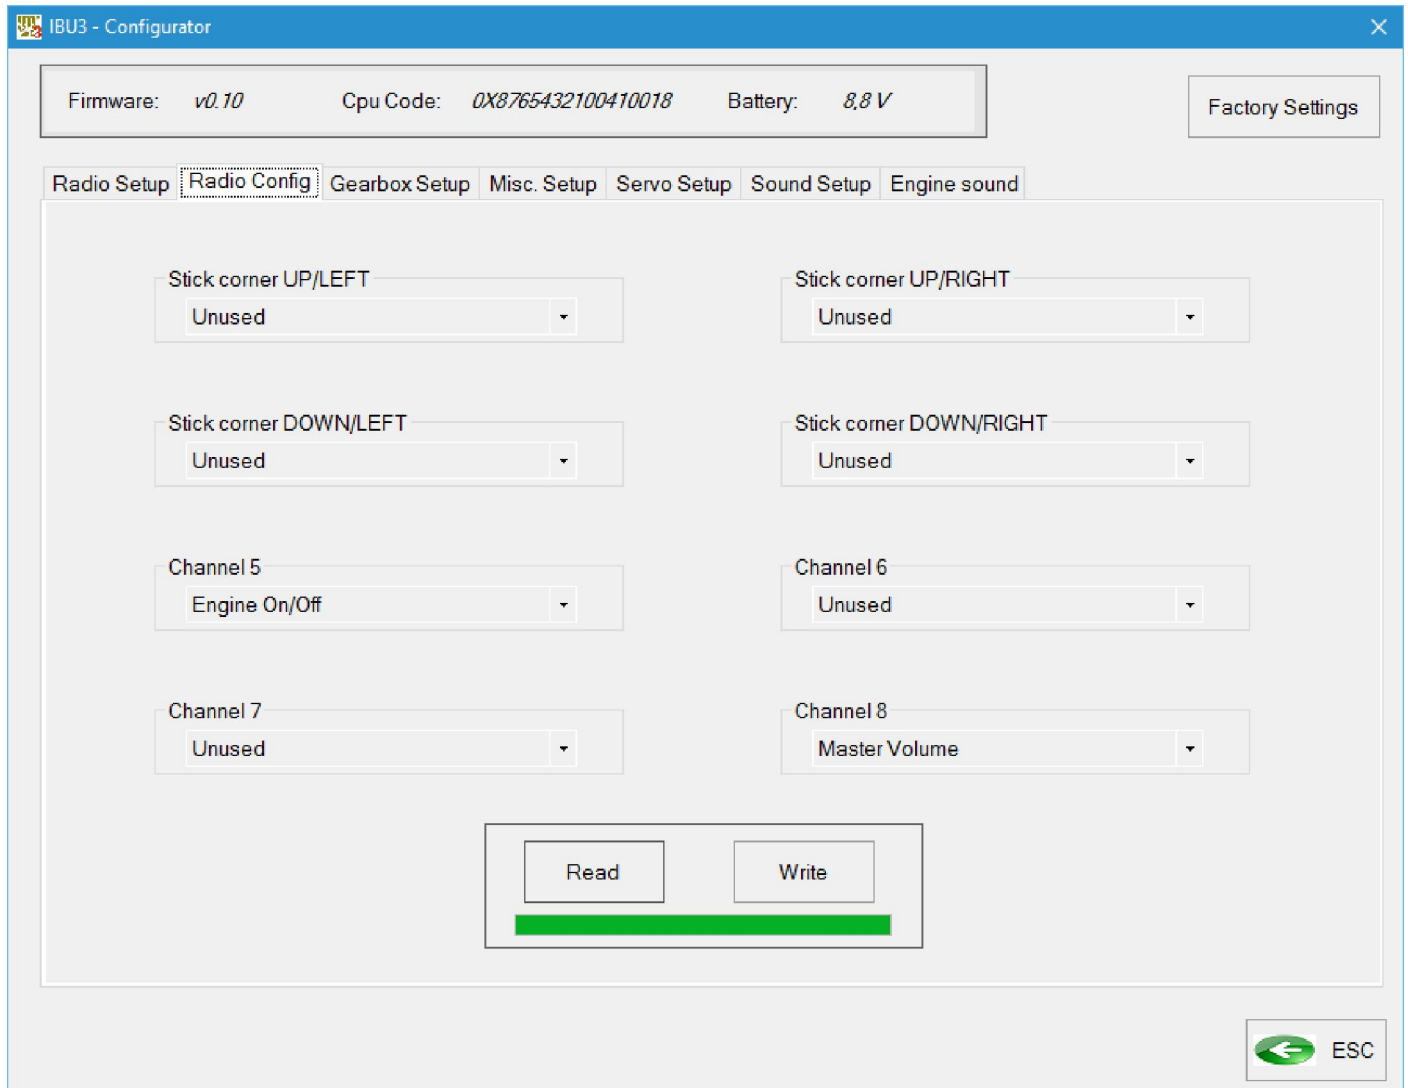 IBU3 - Configurator
Firmware: v0.10 Cpu Code: 0X8765432100410018 Battery: 8,8 V
Factory Settings
Radio Setup Radio Config Gearbox Setup Misc. Setup Servo Setup Sound Setup Engine sound
Stick corner UP/LEFT
Unused
Stick corner UP/RIGHT
Unused
Stick corner DOWN/LEFT
Unused
Stick corner DOWN/RIGHT
Unused
Channel 5
Engine On/Off
Channel 6
Unused
Channel 7
Unused
Channel 8
Master Volume
Read Write
ESC